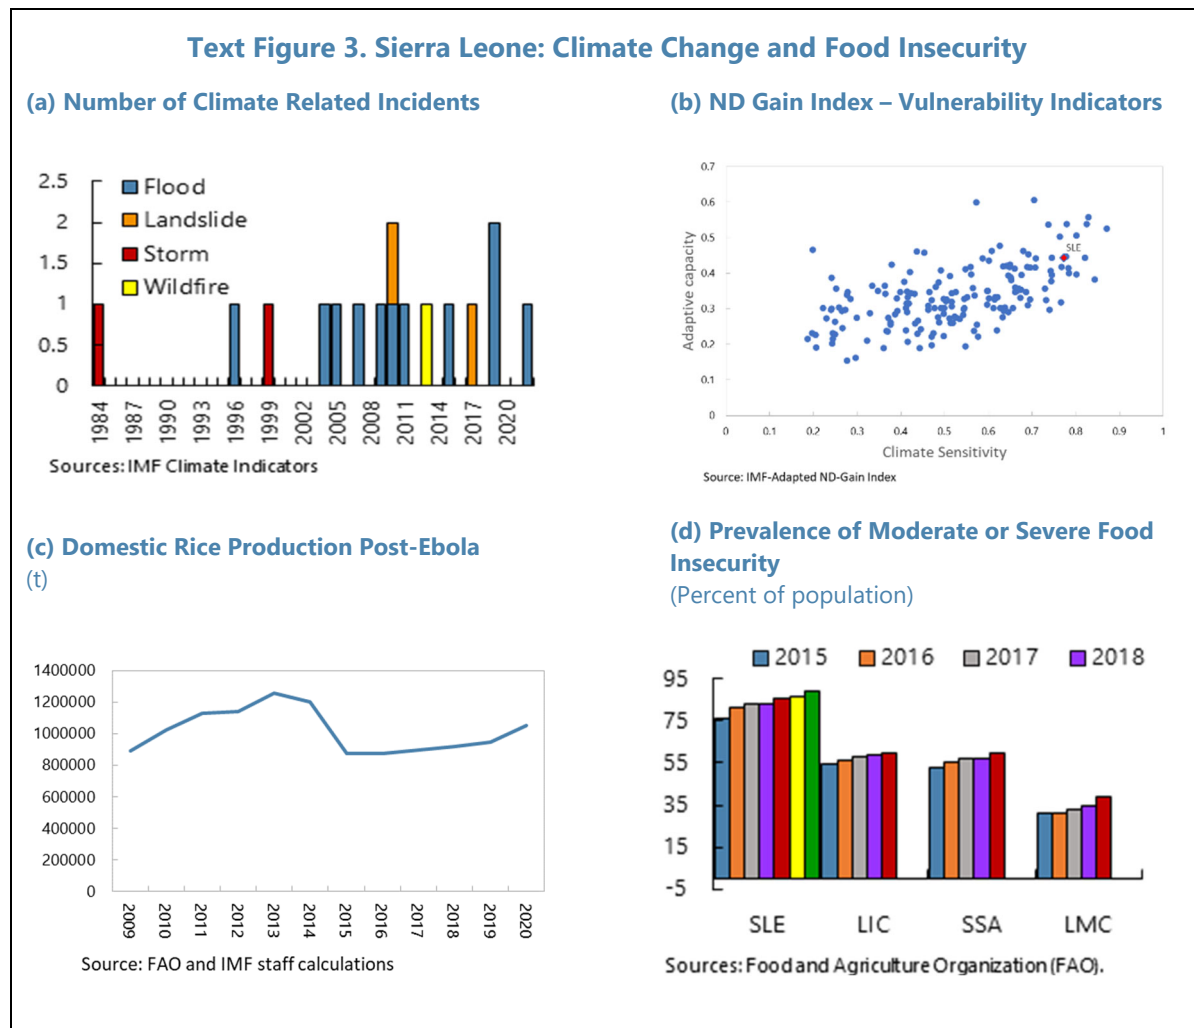 Text Figure 3. Sierra Leone: Climate Change and Food Insecurity
(a) Number of Climate Related Incidents
2.5
2
1.5
1
0.5
0
Flood
Landslide
Storm
Wildfire
1984
1987
1990
1993
1996
1999
2002
2005
2008
2011
2014
2017
2020
Sources: IMF Climate Indicators
(b) ND Gain Index – Vulnerability Indicators
0.7
0.6
0.5
0.4
0.3
0.2
0.1
0
Adaptive capacity
SLE
0
0.1
0.2
0.3
0.4
0.5
0.6
0.7
0.8
0.9
1
Climate Sensitivity
Source: IMF-Adapted ND-Gain Index
(c) Domestic Rice Production Post-Ebola
(t)
1400000
1200000
1000000
800000
600000
400000
200000
0
2009
2010
2011
2012
2013
2014
2015
2016
2017
2018
2019
2020
Source: FAO and IMF staff calculations
(d) Prevalence of Moderate or Severe Food
Insecurity
(Percent of population)
2015
2016
2017
2018
95
75
55
35
15
-5
SLE
LIC
SSA
LMC
Sources: Food and Agriculture Organization (FAO).